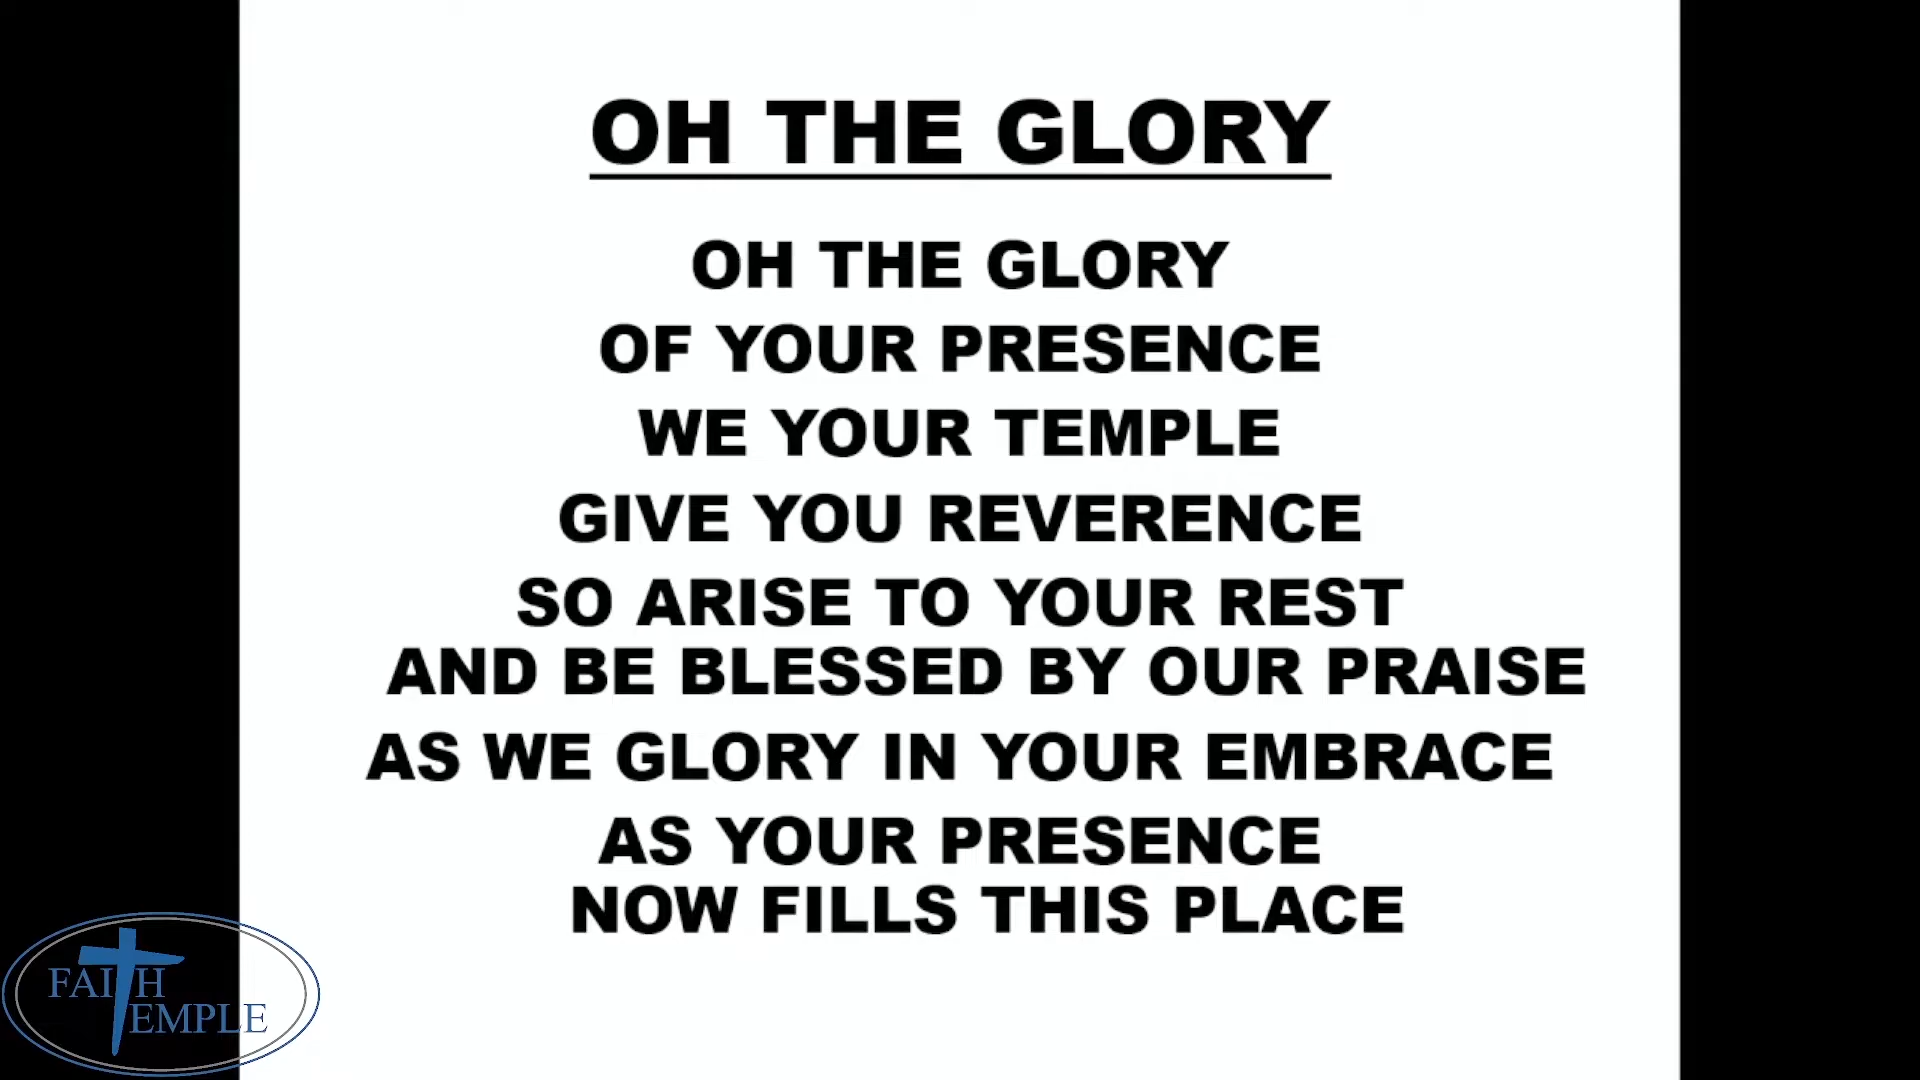 OH THE GLORY
OH THE GLORY
OF YOUR PRESENCE
WE YOUR TEMPLE
GIVE YOU REVERENCE
SO ARISE TO YOUR REST
AND BE BLESSED BY OUR PRAISE
AS WE GLORY IN YOUR EMBRACE
AS YOUR PRESENCE
NOW FILLS THIS PLACE
FAITH
TEMPLE